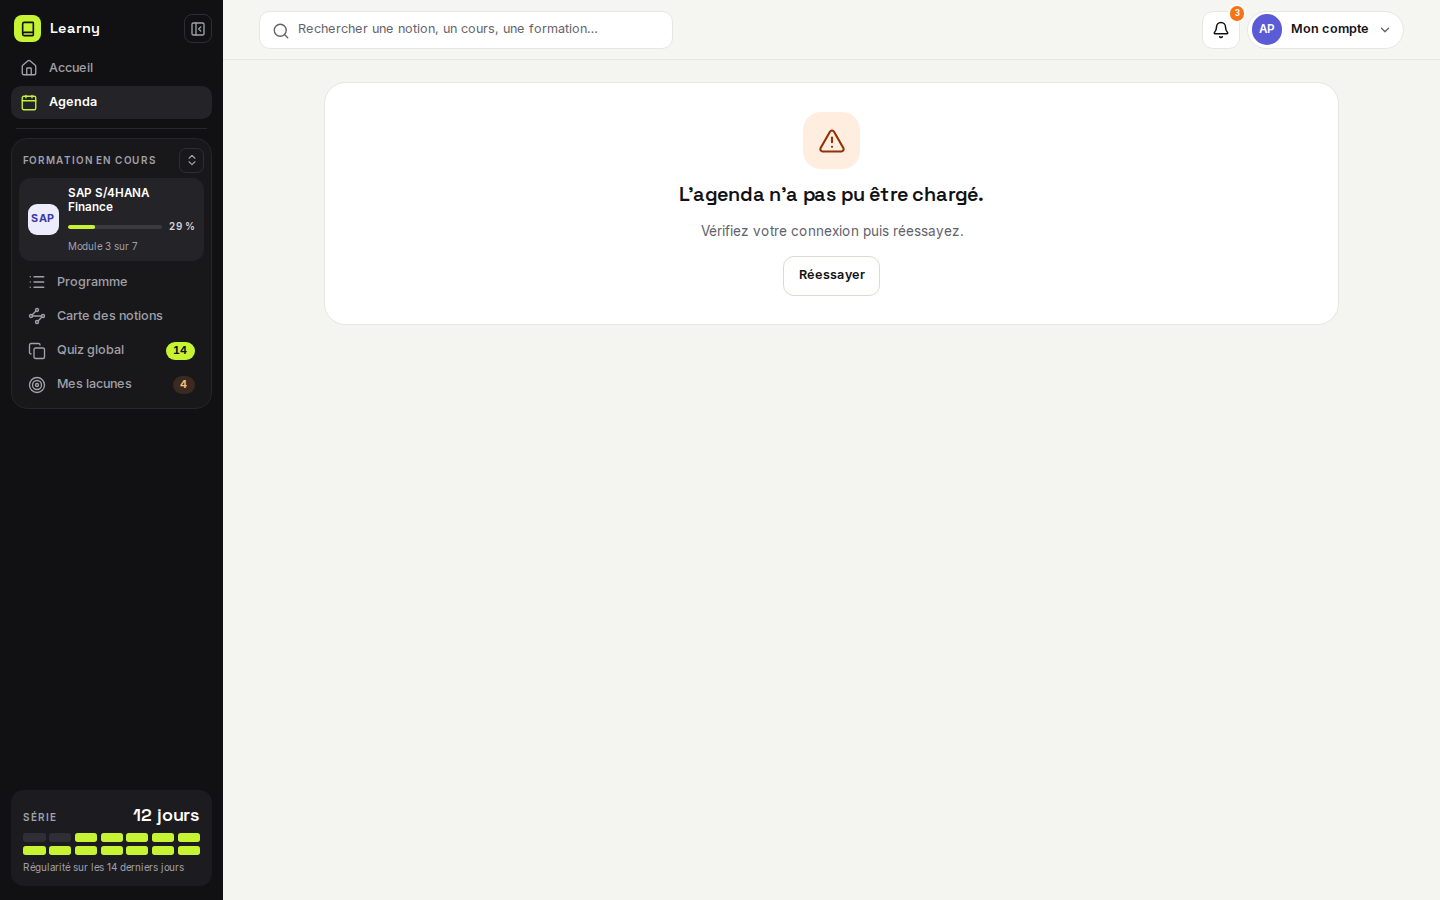 Learny
Rechercher une notion, un cours, une formation...
3
AP
Mon compte
Accueil
Agenda
FORMATION EN COURS
SAP
SAP S/4HANA
Finance
29 %
Module 3 sur 7
Programme
Carte des notions
Quiz global
14
Mes lacunes
4
L’agenda n’a pas pu être chargé.
Vérifiez votre connexion puis réessayez.
Réessayer
SÉRIE
12 jours
Régularité sur les 14 derniers jours